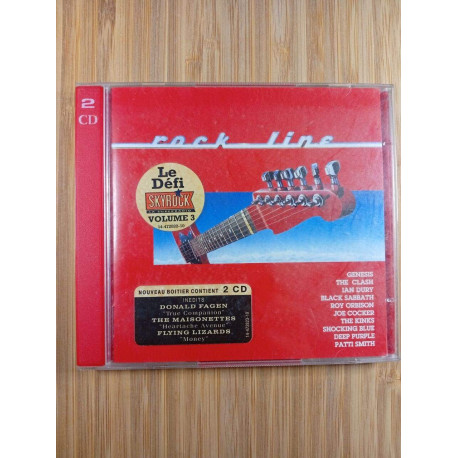 2
CD
rock line
Le
Défi
SKYROCK
VOLUME 3
NOUVEAU BOITIER CONTIENT 2 CD
INEDITS
DONALD FAGEN
"True Companion"
THE MAISONETTES
"Heartache Avenue"
FLYING LIZARDS
"Money"
GENESIS
THE CLASH
IAN DURY
BLACK SABBATH
ROY ORBISON
JOE COCKER
THE KINKS
SHOCKING BLUE
DEEP PURPLE
PATTI SMITH